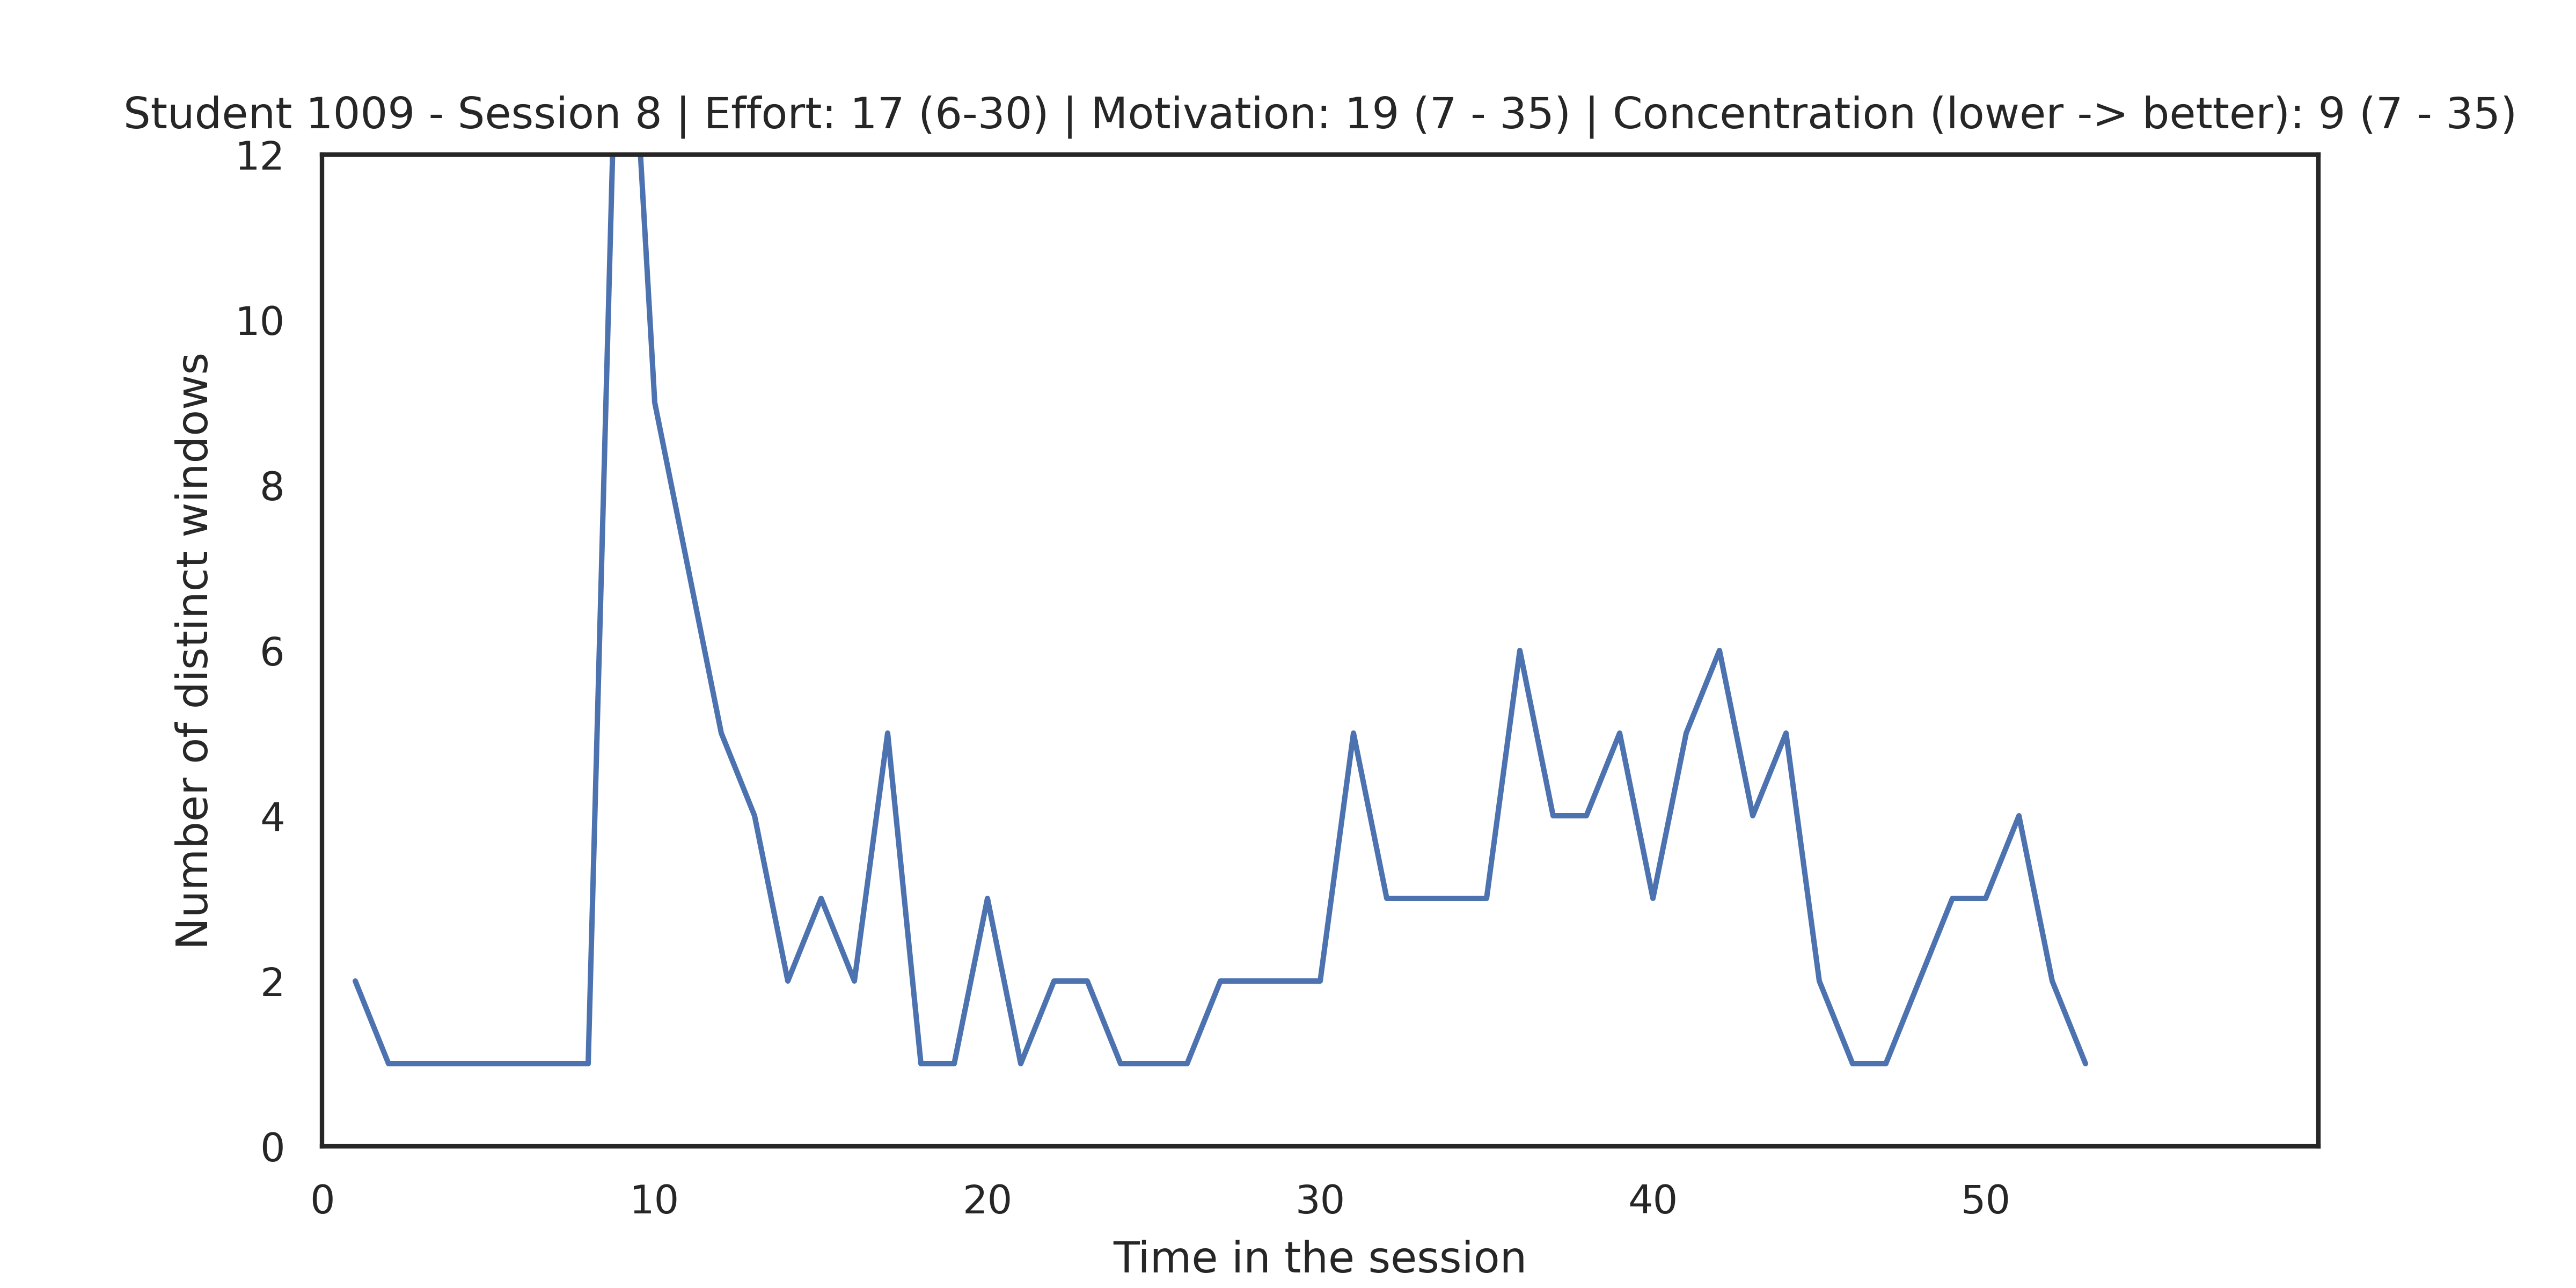 Student 1009 - Session 8 | Effort: 17 (6-30) | Motivation: 19 (7 - 35) | Concentration (lower -> better): 9 (7 - 35)
12
10
8
6
4
2
0
Number of distinct windows
0 10 20 30 40 50
Time in the session